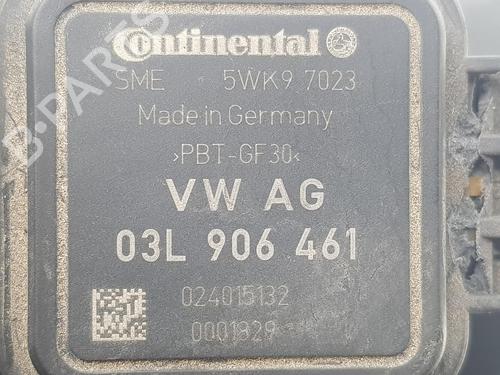 Continental
SME 5WK9 7023
Made in Germany
>PBT-GF30<
VW AG
03L 906 461
024015132
0001829
B-PARTS